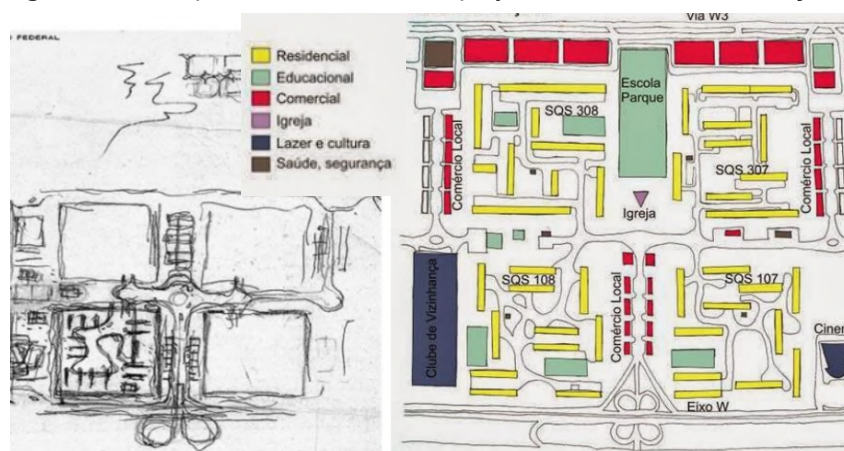 FEDERAL
Residencial
Educacional
Comercial
Igreja
Lazer e cultura
Saúde, segurança
Via W3
Escola
Parque
SQS 308
Comércio Local
SQS 307
Comércio Local
Igreja
SQS 108
Comércio Local
SQS 107
Clube de Vizinhança
Eixo W